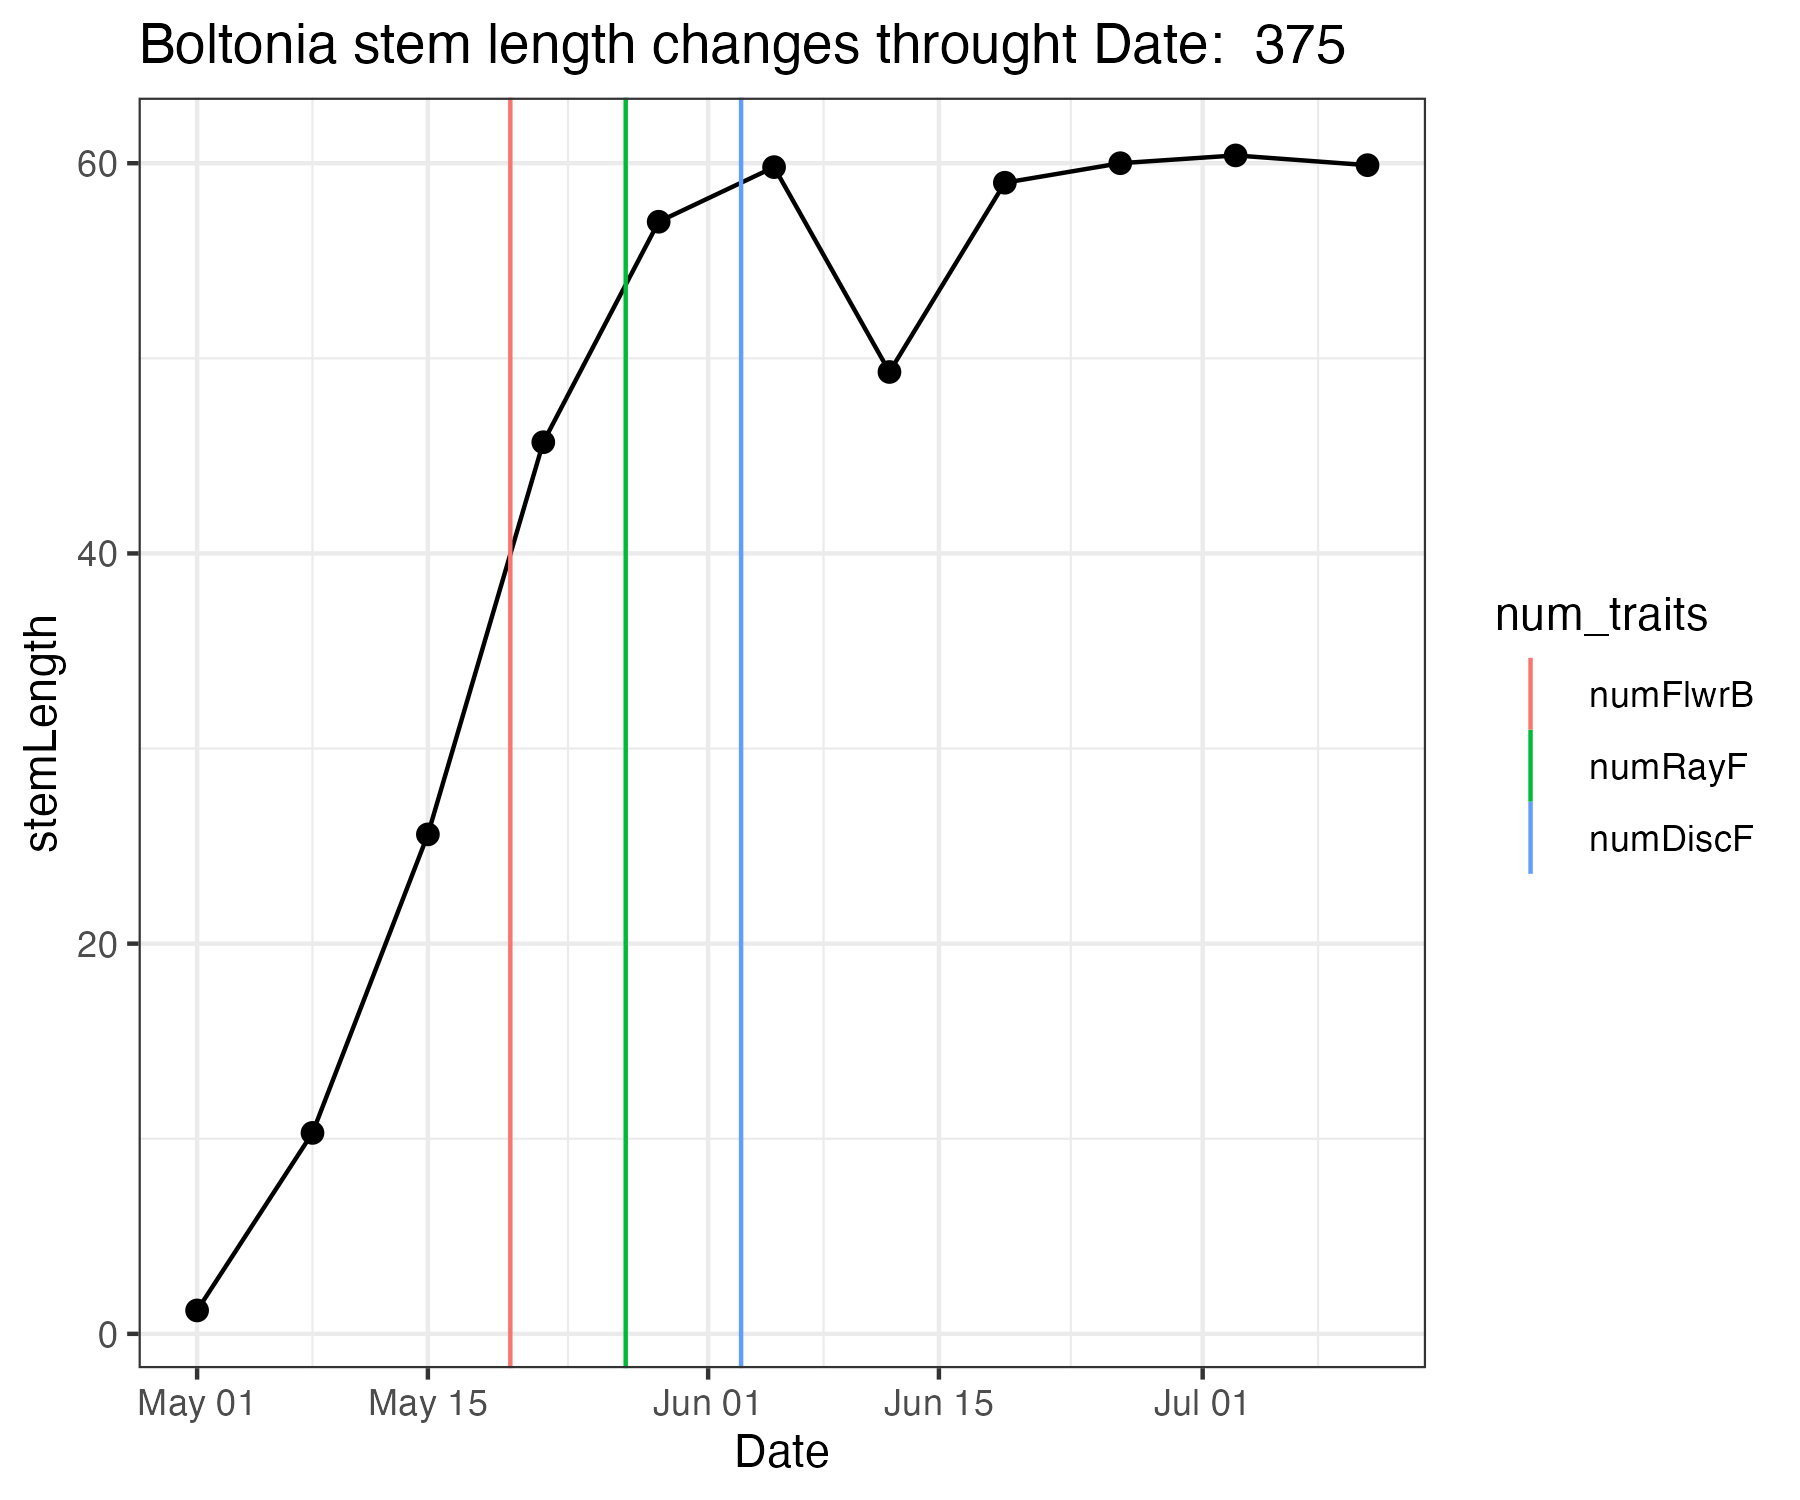 Boltonia stem length changes throught Date:  375
stemLength
60
40
20
0
May 01
May 15
Jun 01
Jun 15
Jul 01
Date
num_traits
numFlwrB
numRayF
numDiscF